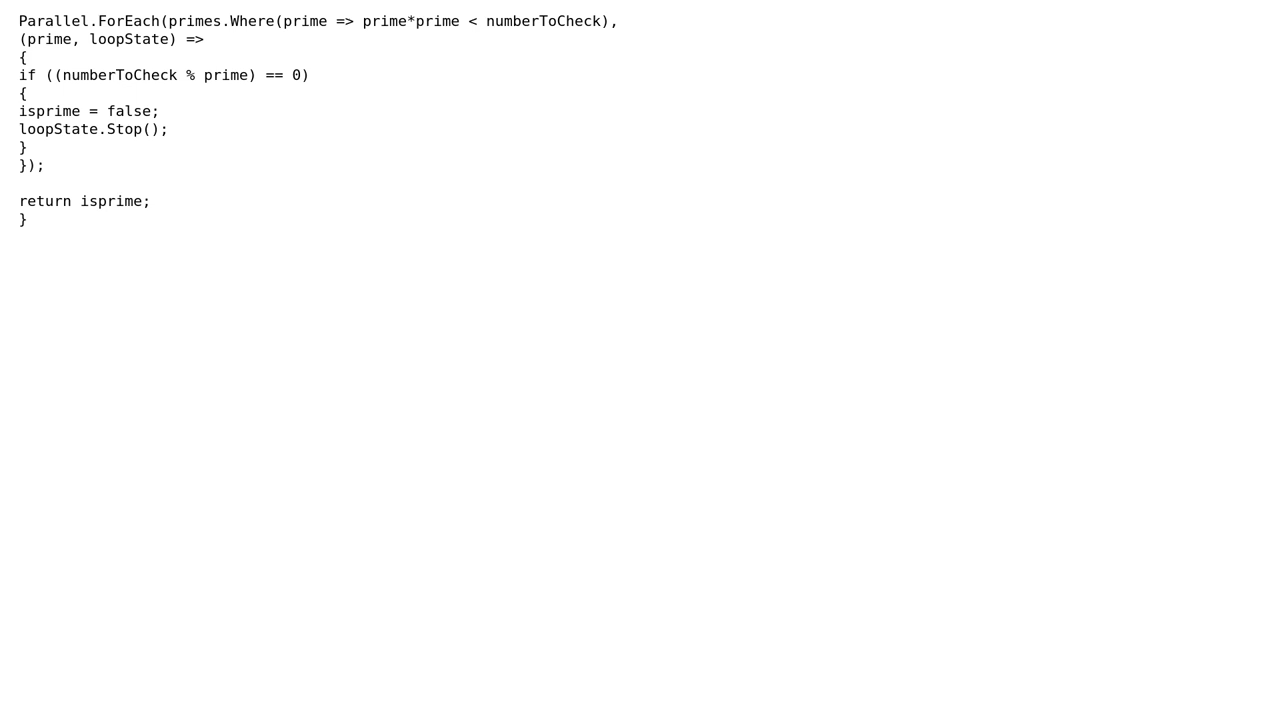 Parallel.ForEach(primes.Where(prime => prime*prime < numberToCheck),
(prime, loopState) =>
{
if ((numberToCheck % prime) == 0)
{
isprime = false;
loopState.Stop();
}
});

return isprime;
}